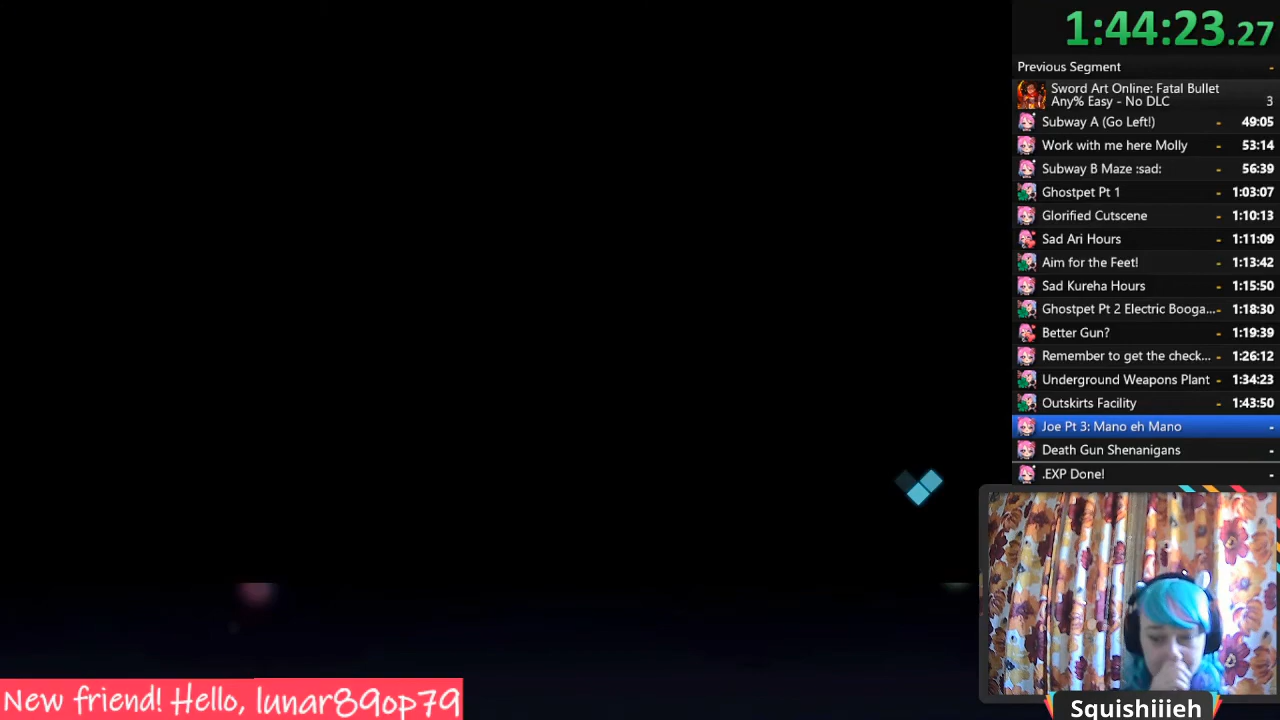 1:44:23.27
Previous Segment -
Sword Art Online: Fatal Bullet
Any% Easy - No DLC 3
Subway A (Go Left!) - 49:05
Work with me here Molly - 53:14
Subway B Maze :sad: - 56:39
Ghostpet Pt 1 - 1:03:07
Glorified Cutscene - 1:10:13
Sad Ari Hours - 1:11:09
Aim for the Feet! - 1:13:42
Sad Kureha Hours - 1:15:50
Ghostpet Pt 2 Electric Booga... - 1:18:30
Better Gun? - 1:19:39
Remember to get the check... - 1:26:12
Underground Weapons Plant - 1:34:23
Outskirts Facility - 1:43:50
Joe Pt 3: Mano eh Mano -
Death Gun Shenanigans -
.EXP Done! -
New friend! Hello, lunar89op79
Squishiiieh